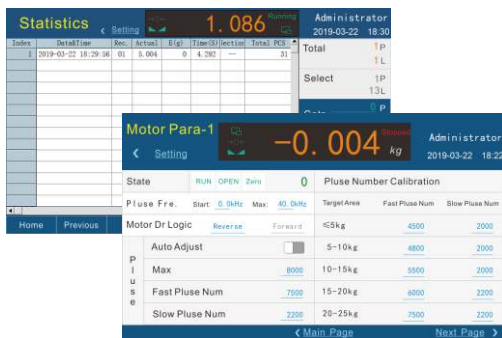 Statistics
Setting
1.086
Running
Administrator
2019-03-22 18:30
Index Data&Time Rec. Actual E(g) Time(S) lection Total PCS
1 2019-03-22 18:29:56 01 5.004 0 4.292 — 31
Total 1P
1L
Select 1P
13L
0 P
Home Previous
Motor Para-1
Setting
-0.004 kg
Stopped
Administrator
2019-03-22 18:22
State RUN OPEN Zero 0
Pluse Fre. Start: 0.0kHz Max: 40.0kHz
Motor Dr Logic Reverse Forward
Pluse
Auto Adjust
Max 8000
Fast Pluse Num 7500
Slow Pluse Num 2200
Pluse Number Calibration
Target Area Fast Pluse Num Slow Pluse Num
≤5kg 4500 2000
5-10kg 4800 2000
10-15kg 5500 2000
15-20kg 6000 2200
20-25kg 7500 2200
Main Page
Next Page